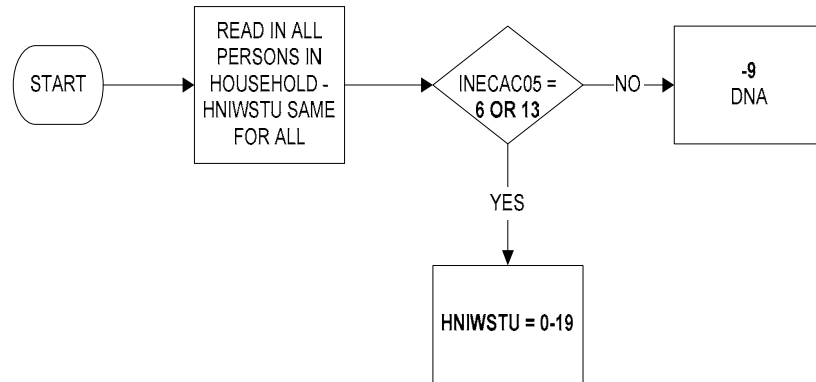 START
READ IN ALL
PERSONS IN
HOUSEHOLD -
HNIWSTU SAME
FOR ALL
INECAC05 =
6 OR 13
NO
-9
DNA
YES
HNIWSTU = 0-19